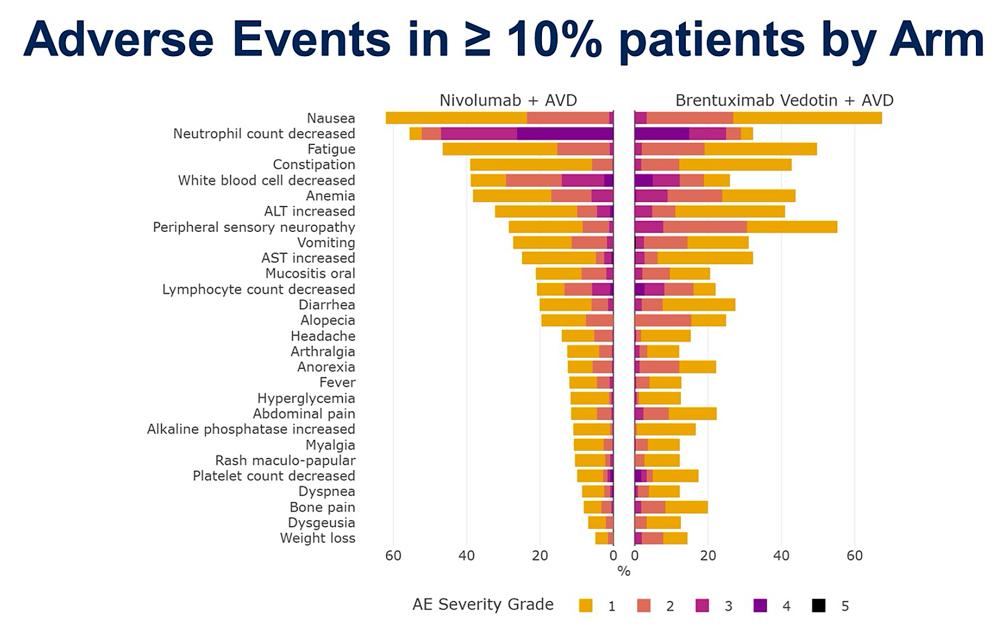 Adverse Events in ≥ 10% patients by Arm
Nivolumab + AVD
Brentuximab Vedotin + AVD
Nausea
Neutrophil count decreased
Fatigue
Constipation
White blood cell decreased
Anemia
ALT increased
Peripheral sensory neuropathy
Vomiting
AST increased
Mucositis oral
Lymphocyte count decreased
Diarrhea
Alopecia
Headache
Arthralgia
Anorexia
Fever
Hyperglycemia
Abdominal pain
Alkaline phosphatase increased
Myalgia
Rash maculo-papular
Platelet count decreased
Dyspnea
Bone pain
Dysgeusia
Weight loss
60 40 20 0 0 20 40 60
%
AE Severity Grade 1 2 3 4 5